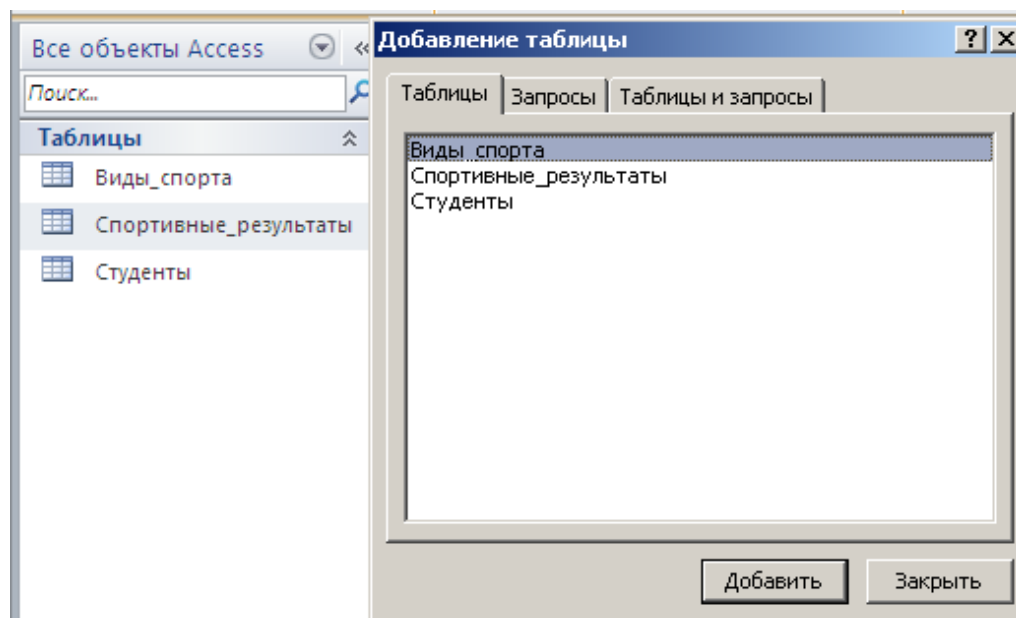 Все объекты Access
Поиск...
Таблицы
Виды_спорта
Спортивные_результаты
Студенты
Добавление таблицы
Таблицы
Запросы
Таблицы и запросы
Виды_спорта
Спортивные_результаты
Студенты
Добавить
Закрыть